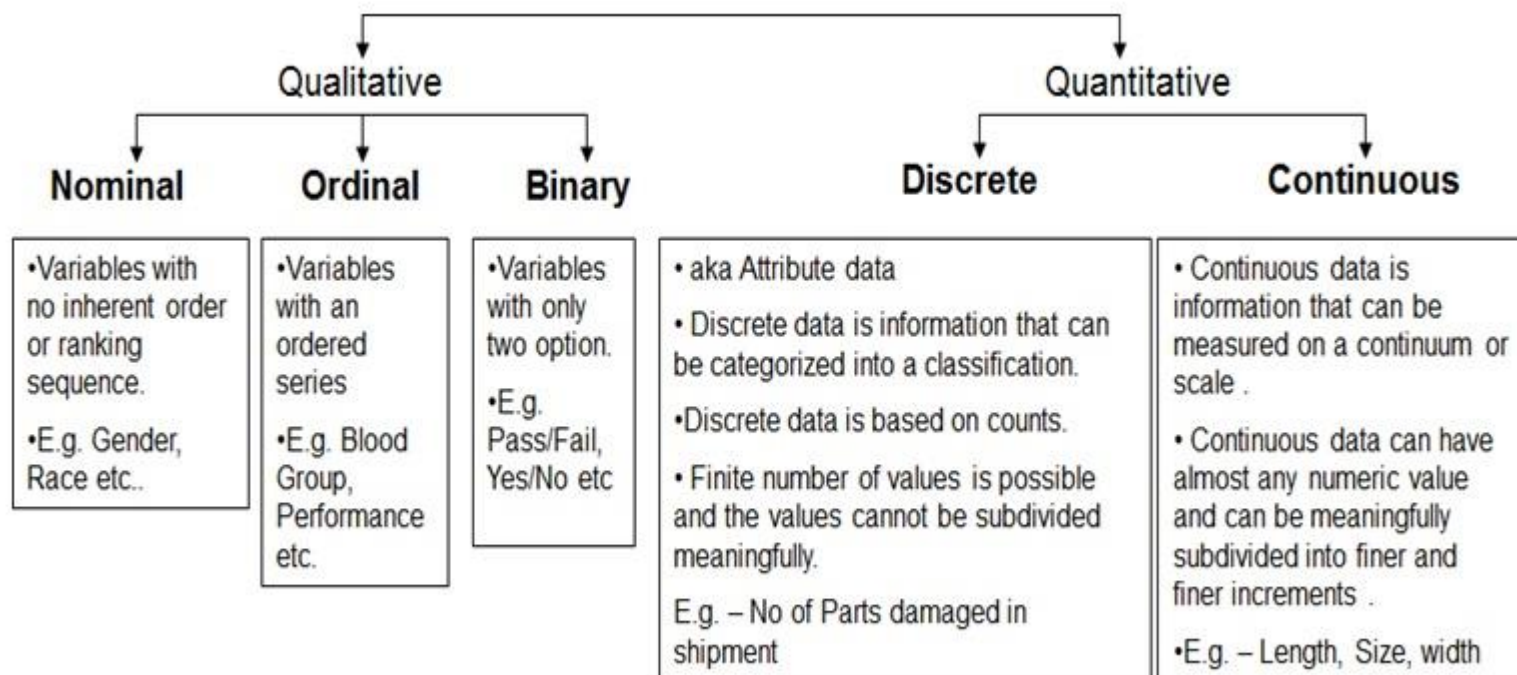 Qualitative
Quantitative
Nominal
Ordinal
Binary
Discrete
Continuous
•Variables with
no inherent order
or ranking
sequence.
•E.g. Gender,
Race etc..
•Variables
with an
ordered
series
•E.g. Blood
Group,
Performance
etc.
•Variables
with only
two option.
•E.g.
Pass/Fail,
Yes/No etc
• aka Attribute data
• Discrete data is information that can
be categorized into a classification.
•Discrete data is based on counts.
• Finite number of values is possible
and the values cannot be subdivided
meaningfully.
E.g. – No of Parts damaged in
shipment
• Continuous data is
information that can be
measured on a continuum or
scale .
• Continuous data can have
almost any numeric value
and can be meaningfully
subdivided into finer and
finer increments .
•E.g. – Length, Size, width